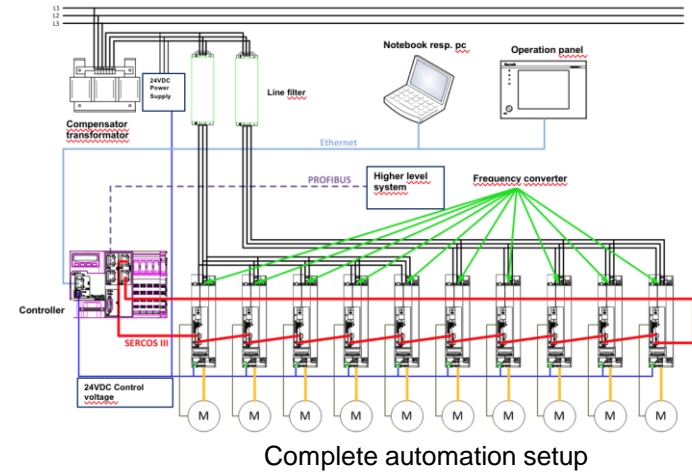 L1
L2
L3
Notebook resp. pc
Operation panel
24VDC
Power
Supply
Line filter
Compensator
transformator
Ethernet
PROFIBUS
Higher level
system
Frequency converter
Controller
SERCOS III
24VDC Control
voltage
M M M M M M M M M M
Complete automation setup